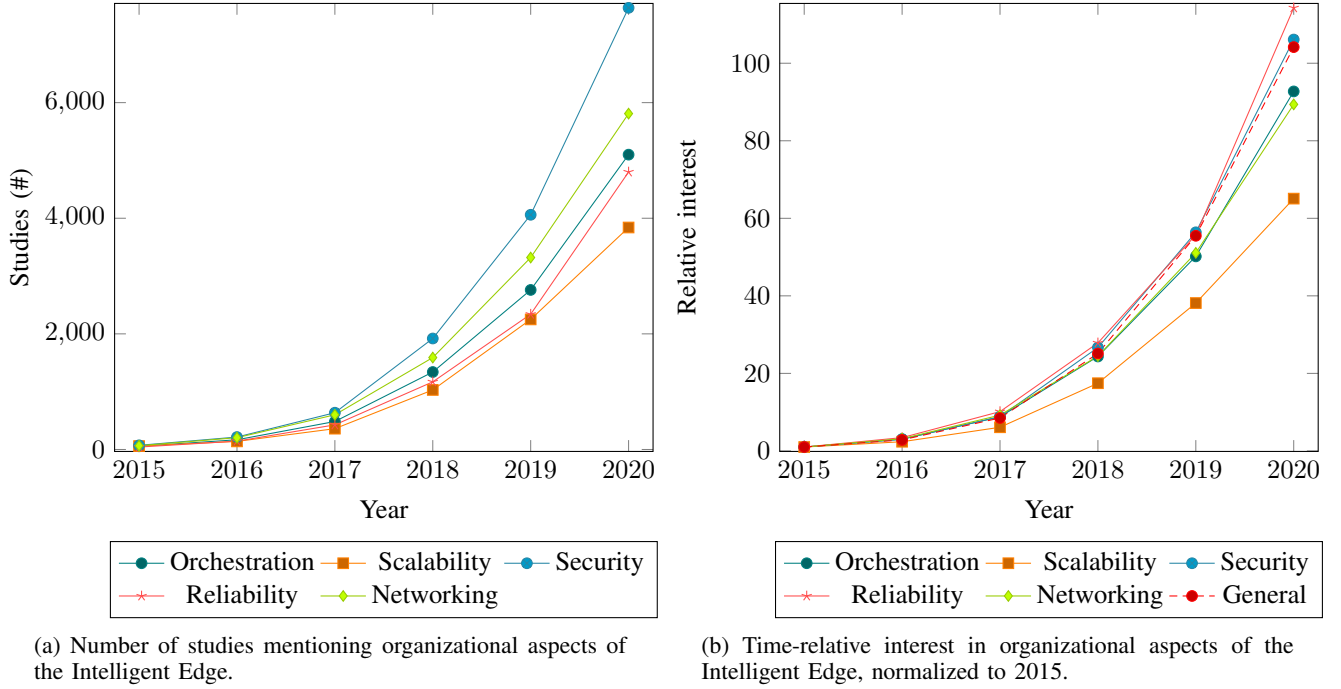 6,000
4,000
2,000
0
Studies (#)
2015 2016 2017 2018 2019 2020
Year
Orchestration Scalability Security
Reliability Networking
(a) Number of studies mentioning organizational aspects of
the Intelligent Edge.
100
80
60
40
20
0
Relative interest
2015 2016 2017 2018 2019 2020
Year
Orchestration Scalability Security
Reliability Networking General
(b) Time-relative interest in organizational aspects of the
Intelligent Edge, normalized to 2015.